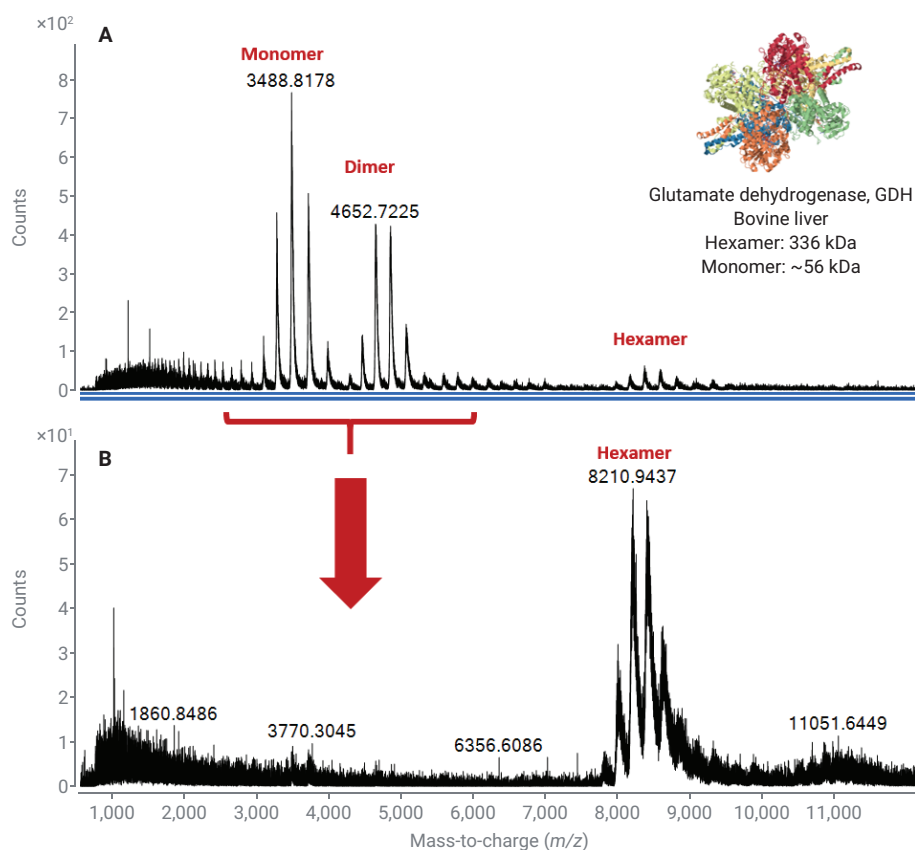 ×10²
A
Counts
8
7
6
5
4
3
2
1
0
Monomer
3488.8178
Dimer
4652.7225
Hexamer
Glutamate dehydrogenase, GDH
Bovine liver
Hexamer: 336 kDa
Monomer: ~56 kDa
×10¹
B
Counts
7
6
5
4
3
2
1
0
Hexamer
8210.9437
1860.8486
3770.3045
6356.6086
11051.6449
1,000 2,000 3,000 4,000 5,000 6,000 7,000 8,000 9,000 10,000 11,000
Mass-to-charge (m/z)